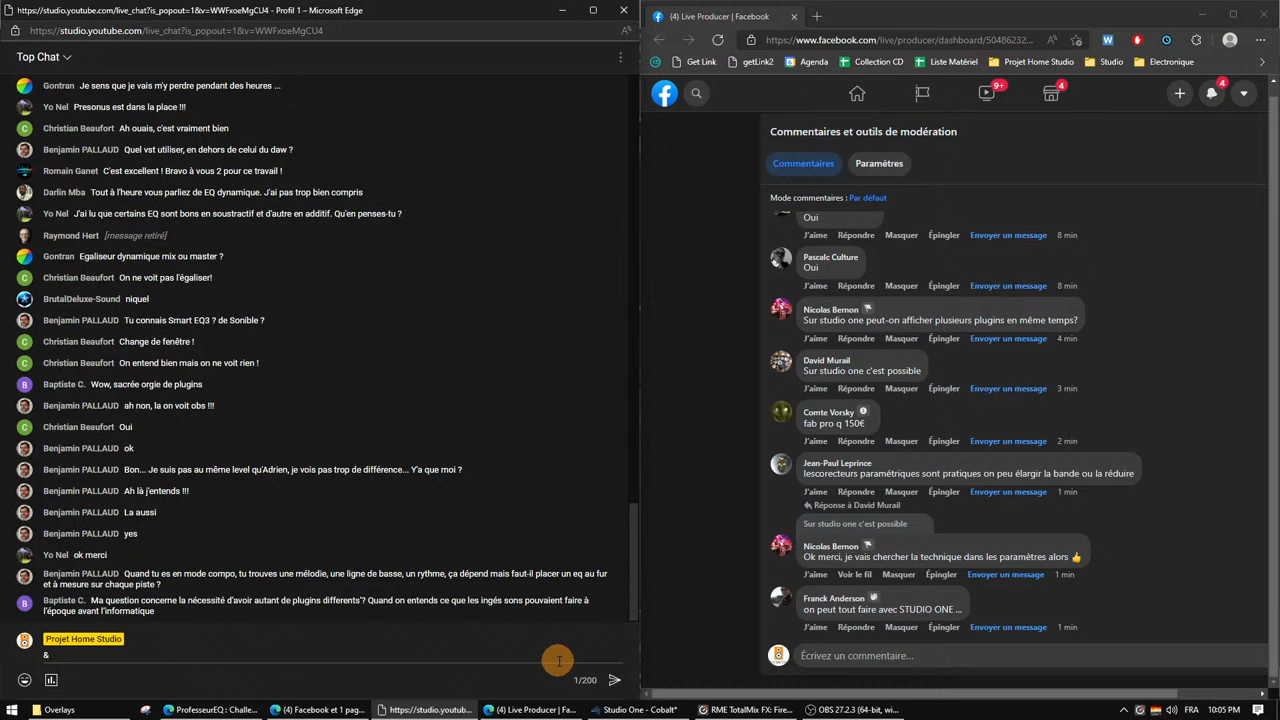 https://studio.youtube.com/live_chat?is_popout=1&v=WWFxoeMgCU4 - Profil 1 – Microsoft Edge
https://studio.youtube.com/live_chat?is_popout=1&v=WWFxoeMgCU4
Top Chat
Gontran Je sens que je vais m'y perdre pendant des heures ...
Yo Nel Presonus est dans la place !!!
Christian Beaufort Ah ouais, c'est vraiment bien
Benjamin PALLAUD Quel vst utiliser, en dehors de celui du daw ?
Romain Ganet C'est excellent ! Bravo à vous 2 pour ce travail !
Darlin Mba Tout à l'heure vous parliez de EQ dynamique. J'ai pas trop bien compris
Yo Nel J'ai lu que certains EQ sont bons en soustractif et d'autre en additif. Qu'en penses-tu ?
Raymond Hert [message retiré]
Gontran Egaliseur dynamique mix ou master ?
Christian Beaufort On ne voit pas l'égaliser!
BrutalDeluxe-Sound niquel
Benjamin PALLAUD Tu connais Smart EQ3 ? de Sonible ?
Christian Beaufort Change de fenêtre !
Christian Beaufort On entend bien mais on ne voit rien !
Baptiste C. Wow, sacrée orgie de plugins
Benjamin PALLAUD ah non, la on voit obs !!!
Christian Beaufort Oui
Benjamin PALLAUD ok
Benjamin PALLAUD Bon... Je suis pas au même level qu'Adrien, je vois pas trop de différence... Y'a que moi ?
Benjamin PALLAUD Ah là j'entends !!!
Benjamin PALLAUD La aussi
Benjamin PALLAUD yes
Yo Nel ok merci
Benjamin PALLAUD Quand tu es en mode compo, tu trouves une mélodie, une ligne de basse, un rythme, ça dépend mais faut-il placer un eq au fur
et à mesure sur chaque piste ?
Baptiste C. Ma question concerne la nécessité d'avoir autant de plugins differents'? Quand on entends ce que les ingés sons pouvaient faire à
l'époque avant l'informatique
Projet Home Studio
&
1/200
(4) Live Producer | Facebook
https://www.facebook.com/live/producer/dashboard/50486232...
Get Link
getLink2
Agenda
Collection CD
Liste Matériel
Projet Home Studio
Studio
Electronique
9+
4
4
Commentaires et outils de modération
Commentaires
Paramètres
Mode commentaires : Par défaut
Oui
J'aime Répondre Masquer Épingler Envoyer un message 8 min
Pascalc Culture
Oui
J'aime Répondre Masquer Épingler Envoyer un message 8 min
Nicolas Bernon
Sur studio one peut-on afficher plusieurs plugins en même temps?
J'aime Répondre Masquer Épingler Envoyer un message 4 min
David Murail
Sur studio one c'est possible
J'aime Répondre Masquer Épingler Envoyer un message 3 min
Comte Vorsky
fab pro q 150€
J'aime Répondre Masquer Épingler Envoyer un message 2 min
Jean-Paul Leprince
lescorecteurs paramétriques sont pratiques on peu élargir la bande ou la réduire
J'aime Répondre Masquer Épingler Envoyer un message 1 min
Réponse à David Murail
Sur studio one c'est possible
Nicolas Bernon
Ok merci, je vais chercher la technique dans les paramètres alors 👍
J'aime Voir le fil Masquer Épingler Envoyer un message 1 min
Franck Anderson
on peut tout faire avec STUDIO ONE ...
J'aime Répondre Masquer Épingler Envoyer un message 1 min
Écrivez un commentaire...
Overlays
ProfesseurEQ : Challe...
(4) Facebook et 1 pag...
https://studio.youtub...
(4) Live Producer | Fa...
Studio One - Cobalt*
RME TotalMix FX: Fire...
OBS 27.2.3 (64-bit, wi...
FR
10:05 PM